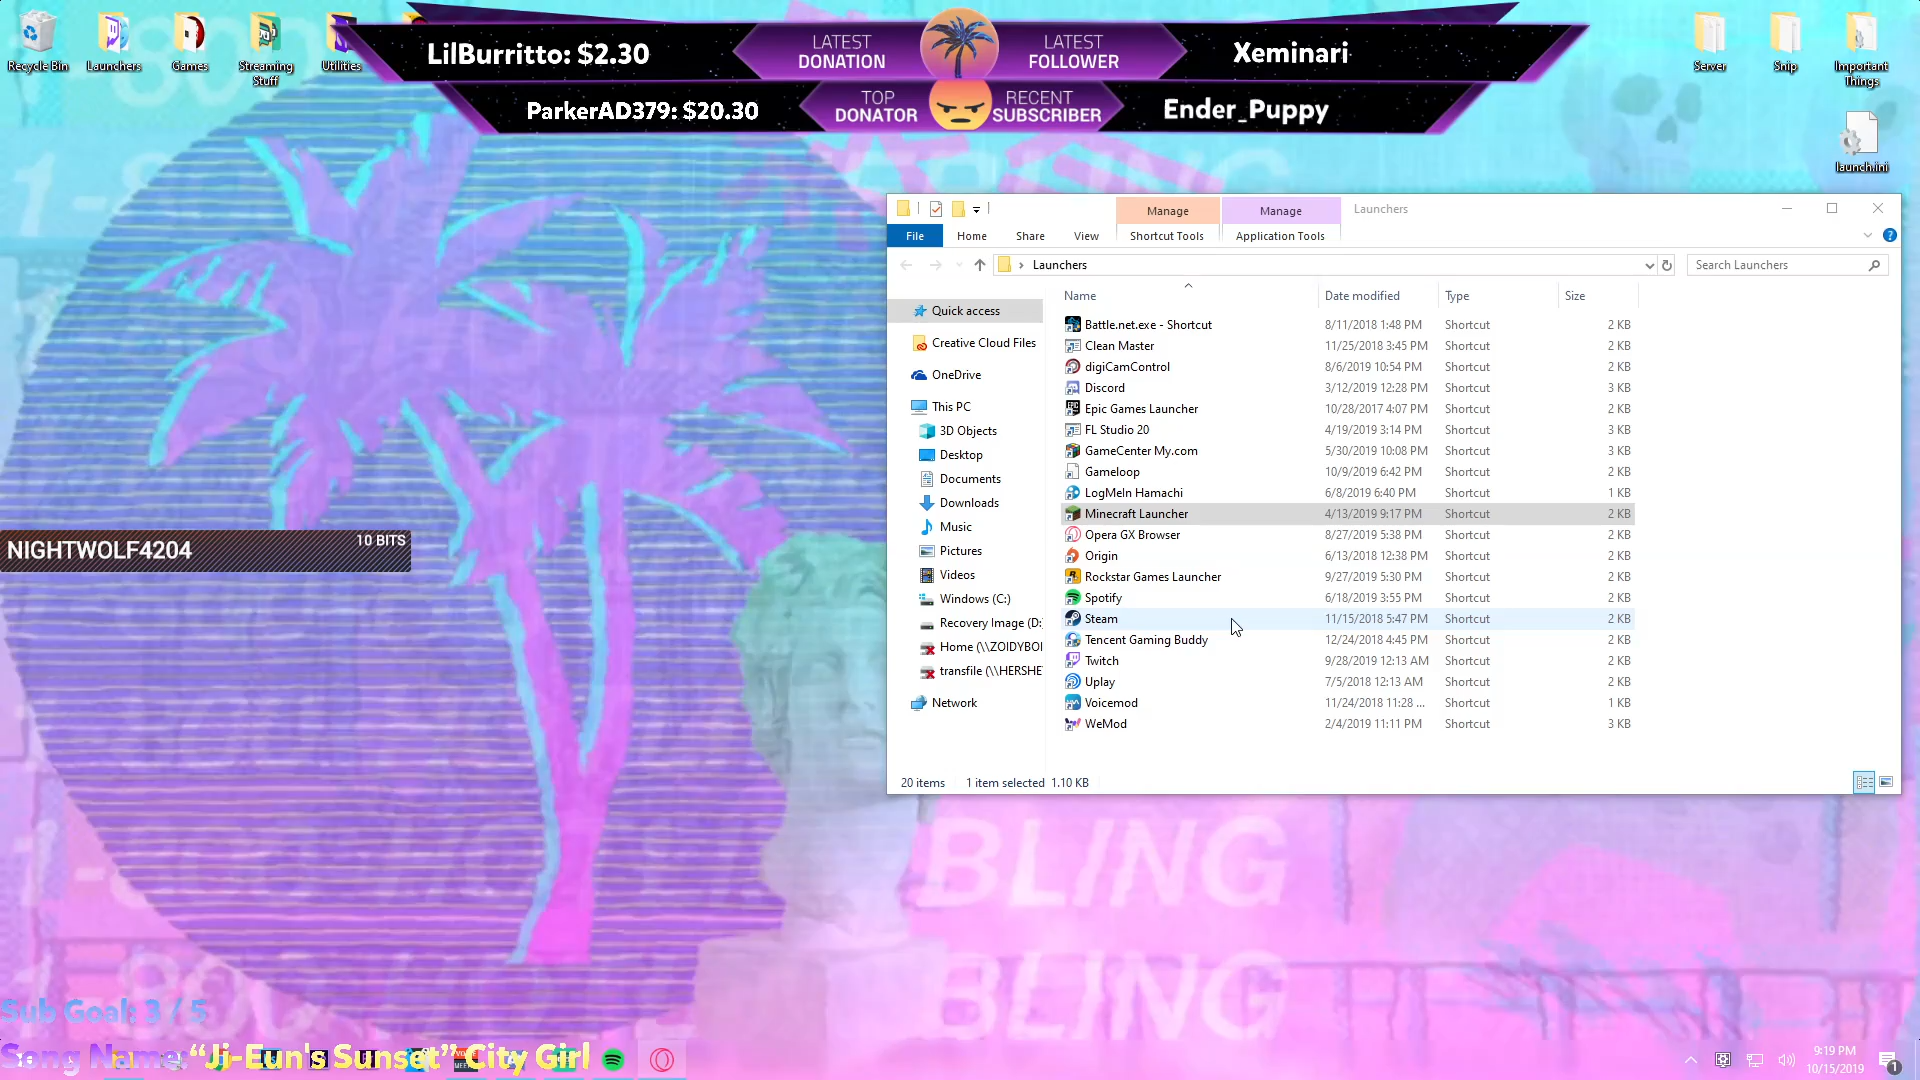 Recycle Bin
Launchers
Games
Streaming Stuff
Utilities
LilBurritto: $2.30
LATEST DONATION
LATEST FOLLOWER
Xeminari
ParkerAD379: $20.30
TOP DONATOR
RECENT SUBSCRIBER
Ender_Puppy
Server
Snip
Important Things
launch.ini
Manage
Manage
Launchers
File
Home
Share
View
Shortcut Tools
Application Tools
Launchers
Search Launchers
Name
Date modified
Type
Size
Quick access
Creative Cloud Files
OneDrive
This PC
3D Objects
Desktop
Documents
Downloads
Music
Pictures
Videos
Windows (C:)
Recovery Image (D:
Home (\\ZOIDYBOI
transfile (\\HERSHE
Network
Battle.net.exe - Shortcut 8/11/2018 1:48 PM Shortcut 2 KB
Clean Master 11/25/2018 3:45 PM Shortcut 2 KB
digiCamControl 8/6/2019 10:54 PM Shortcut 2 KB
Discord 3/12/2019 12:28 PM Shortcut 3 KB
Epic Games Launcher 10/28/2017 4:07 PM Shortcut 2 KB
FL Studio 20 4/19/2019 3:14 PM Shortcut 3 KB
GameCenter My.com 5/30/2019 10:08 PM Shortcut 3 KB
Gameloop 10/9/2019 6:42 PM Shortcut 2 KB
LogMeIn Hamachi 6/8/2019 6:40 PM Shortcut 1 KB
Minecraft Launcher 4/13/2019 9:17 PM Shortcut 2 KB
Opera GX Browser 8/27/2019 5:38 PM Shortcut 2 KB
Origin 6/13/2018 12:38 PM Shortcut 2 KB
Rockstar Games Launcher 9/27/2019 5:30 PM Shortcut 2 KB
Spotify 6/18/2019 3:55 PM Shortcut 2 KB
Steam 11/15/2018 5:47 PM Shortcut 2 KB
Tencent Gaming Buddy 12/24/2018 4:45 PM Shortcut 2 KB
Twitch 9/28/2019 12:13 AM Shortcut 2 KB
Uplay 7/5/2018 12:13 AM Shortcut 2 KB
Voicemod 11/24/2018 11:28 ... Shortcut 1 KB
WeMod 2/4/2019 11:11 PM Shortcut 3 KB
20 items 1 item selected 1.10 KB
NIGHTWOLF4204 10 BITS
BLING
BLING
Sub Goal: 3 / 5
Song Name: “Ji-Eun's Sunset” City Girl
9:19 PM
10/15/2019
1